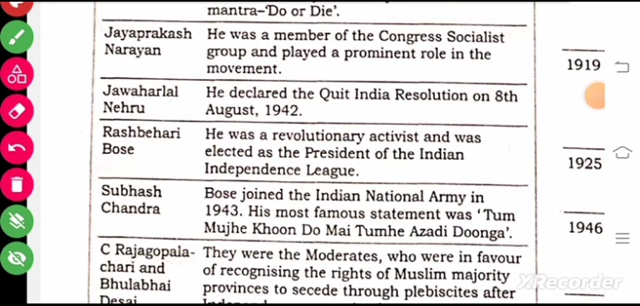 mantra–‘Do or Die’.
Jayaprakash He was a member of the Congress Socialist
Narayan group and played a prominent role in the
movement.
Jawaharlal He declared the Quit India Resolution on 8th
Nehru August, 1942.
Rashbehari He was a revolutionary activist and was
Bose elected as the President of the Indian
Independence League.
Subhash Bose joined the Indian National Army in
Chandra 1943. His most famous statement was ‘Tum
Mujhe Khoon Do Mai Tumhe Azadi Doonga’.
C Rajagopala- They were the Moderates, who were in favour
chari and of recognising the rights of Muslim majority
Bhulabhai provinces to secede through plebiscites after
Desai
1919
1925
1946
XRecorder